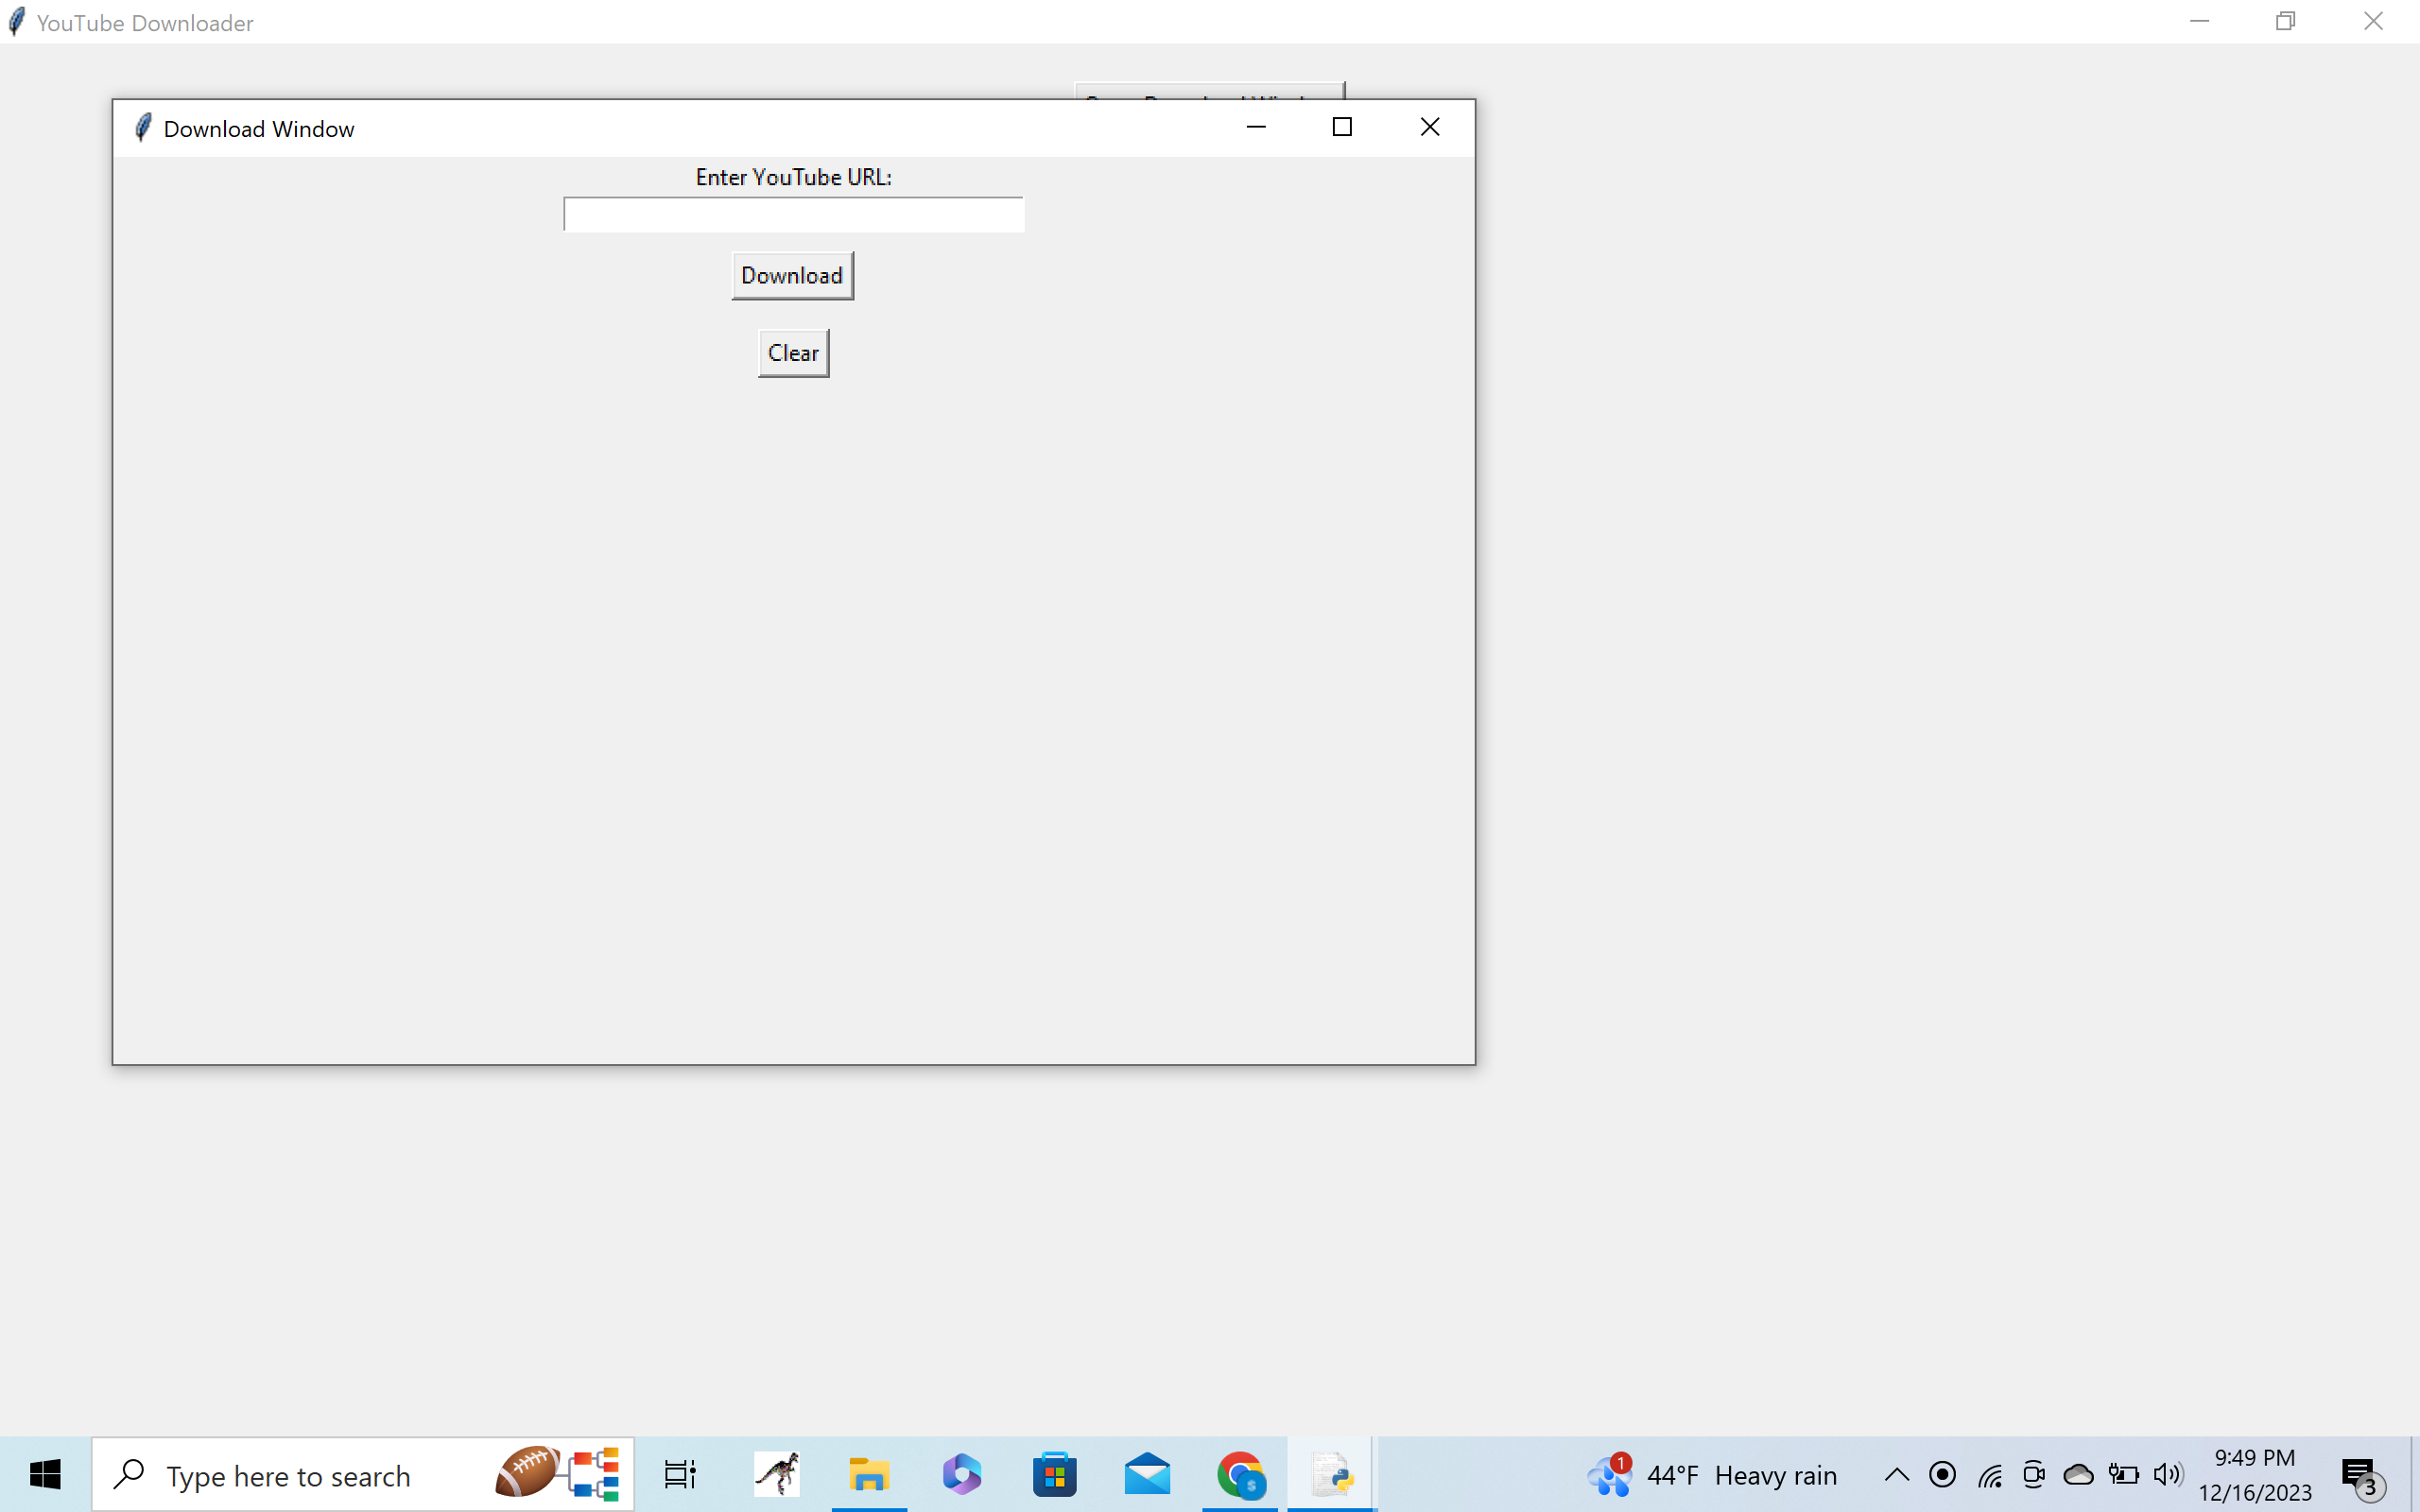 YouTube Downloader
Download Window
Enter YouTube URL:
Download
Clear
Type here to search
1
44°F Heavy rain
9:49 PM
12/16/2023
3
s